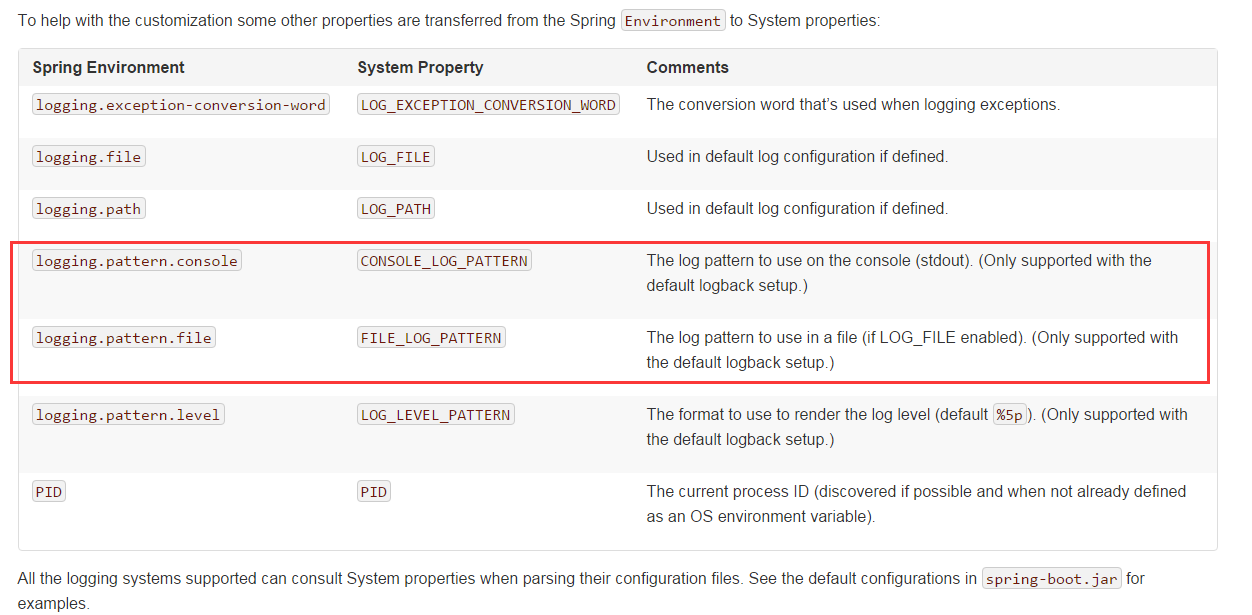 To help with the customization some other properties are transferred from the Spring Environment to System properties:
Spring Environment System Property Comments
logging.exception-conversion-word LOG_EXCEPTION_CONVERSION_WORD The conversion word that’s used when logging exceptions.
logging.file LOG_FILE Used in default log configuration if defined.
logging.path LOG_PATH Used in default log configuration if defined.
logging.pattern.console CONSOLE_LOG_PATTERN The log pattern to use on the console (stdout). (Only supported with the
default logback setup.)
logging.pattern.file FILE_LOG_PATTERN The log pattern to use in a file (if LOG_FILE enabled). (Only supported with
the default logback setup.)
logging.pattern.level LOG_LEVEL_PATTERN The format to use to render the log level (default %5p). (Only supported with
the default logback setup.)
PID PID The current process ID (discovered if possible and when not already defined
as an OS environment variable).
All the logging systems supported can consult System properties when parsing their configuration files. See the default configurations in spring-boot.jar for
examples.